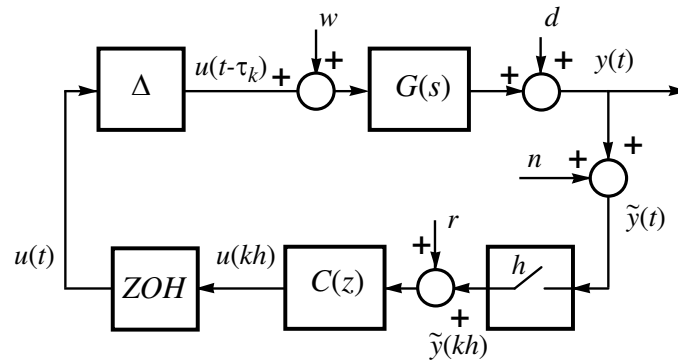 w
d
u(t-τₖ)
+
+
+
+
y(t)
Δ
G(s)
+
+
n
ỹ(t)
u(t)
u(kh)
r
+
h
ZOH
C(z)
+
ỹ(kh)